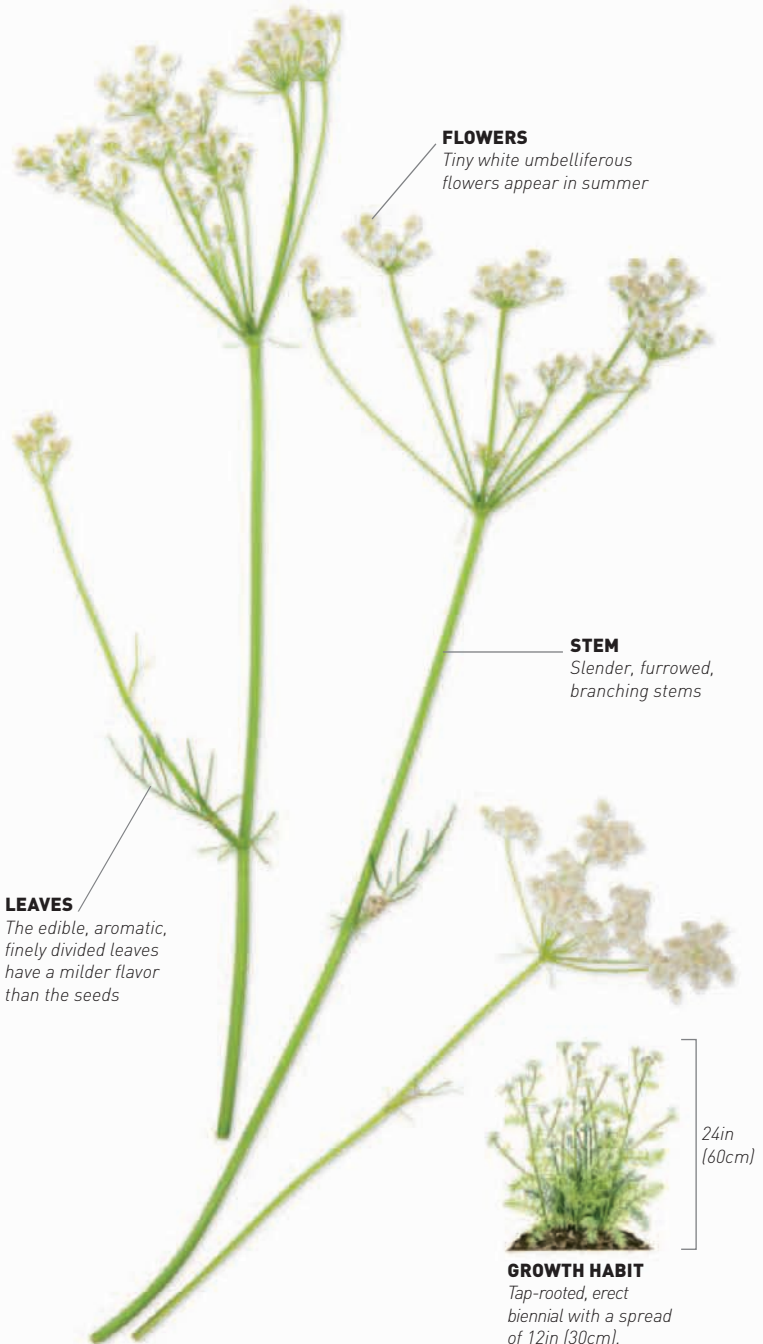 FLOWERS
Tiny white umbelliferous
flowers appear in summer
STEM
Slender, furrowed,
branching stems
LEAVES
The edible, aromatic,
finely divided leaves
have a milder flavor
than the seeds
24in
(60cm)
GROWTH HABIT
Tap-rooted, erect
biennial with a spread
of 12in (30cm).